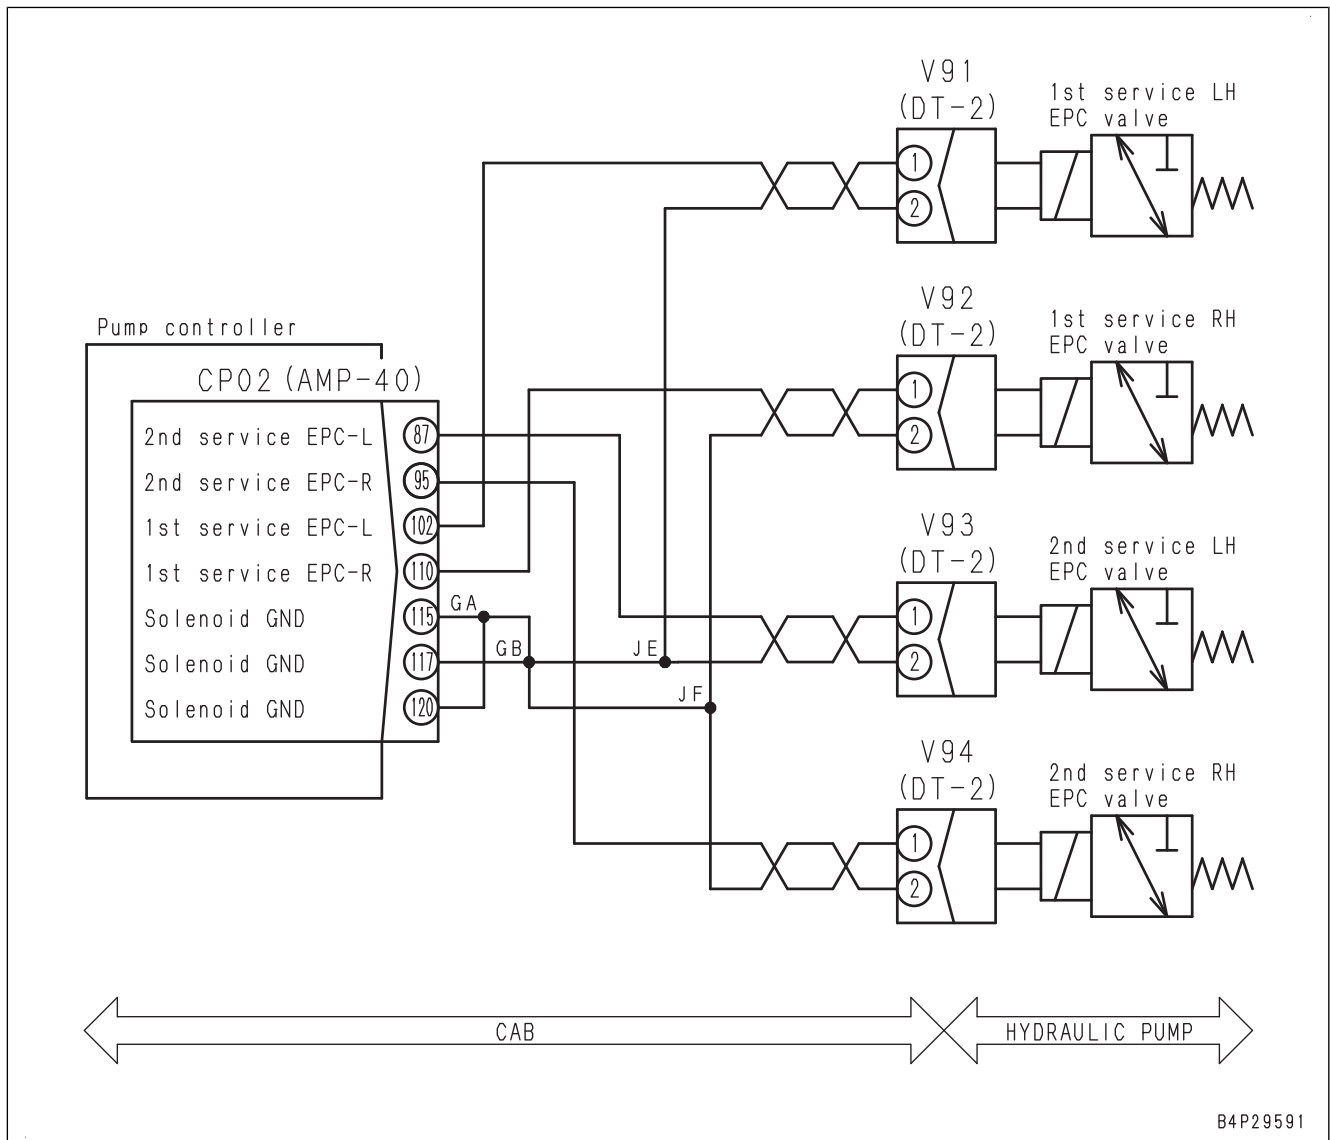 V91
(DT-2)
1st service LH
EPC valve
1
2
V92
(DT-2)
1st service RH
EPC valve
1
2
Pump controller
CP02 (AMP-40)
2nd service EPC-L
87
2nd service EPC-R
95
1st service EPC-L
102
1st service EPC-R
110
Solenoid GND
115
Solenoid GND
117
Solenoid GND
120
GA
GB
JE
JF
V93
(DT-2)
2nd service LH
EPC valve
1
2
V94
(DT-2)
2nd service RH
EPC valve
1
2
CAB
HYDRAULIC PUMP
B4P29591